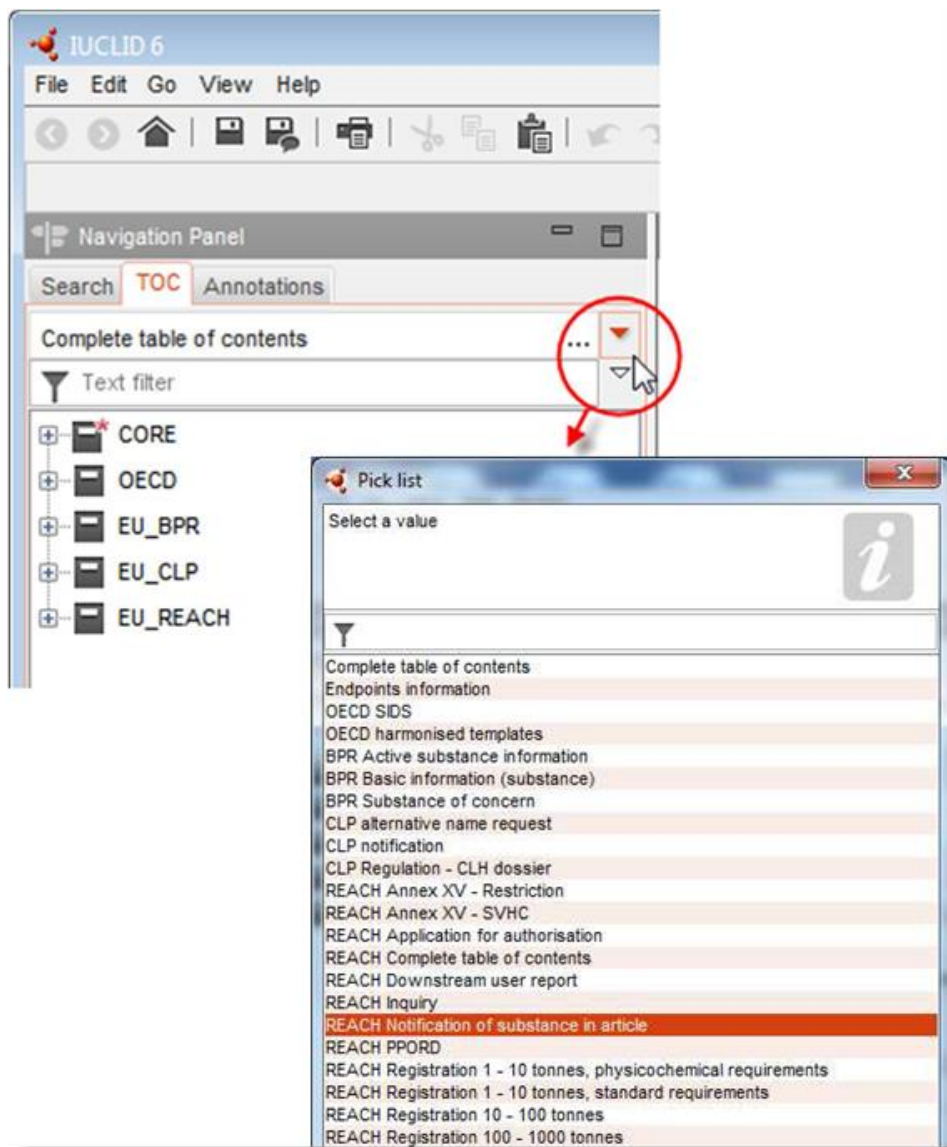 IUCLID 6
File Edit Go View Help
Navigation Panel
Search TOC Annotations
Complete table of contents ...
Text filter
CORE
OECD
EU_BPR
EU_CLP
EU_REACH
Pick list
Select a value
Complete table of contents
Endpoints information
OECD SIDS
OECD harmonised templates
BPR Active substance information
BPR Basic information (substance)
BPR Substance of concern
CLP alternative name request
CLP notification
CLP Regulation - CLH dossier
REACH Annex XV - Restriction
REACH Annex XV - SVHC
REACH Application for authorisation
REACH Complete table of contents
REACH Downstream user report
REACH Inquiry
REACH Notification of substance in article
REACH PPORD
REACH Registration 1 - 10 tonnes, physicochemical requirements
REACH Registration 1 - 10 tonnes, standard requirements
REACH Registration 10 - 100 tonnes
REACH Registration 100 - 1000 tonnes